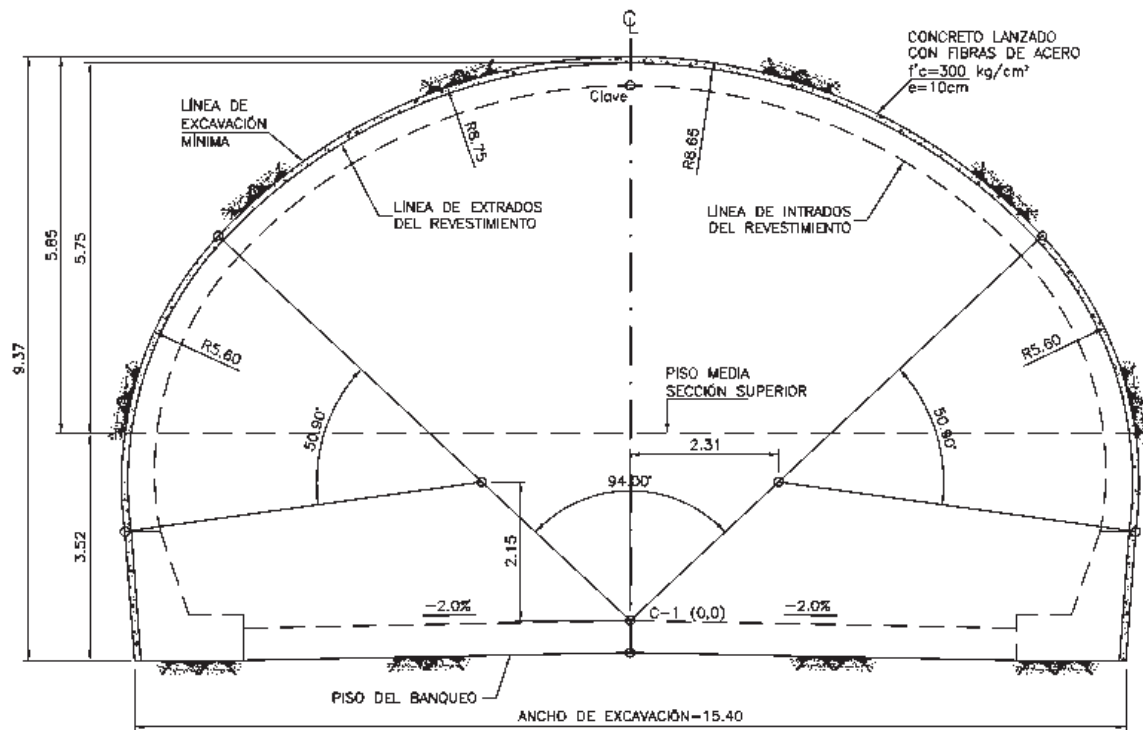 ℄
CONCRETO LANZADO
CON FIBRAS DE ACERO
f'c=300 kg/cm²
e=10cm
Clave
LÍNEA DE
EXCAVACIÓN
MÍNIMA
R8.75
R8.65
LÍNEA DE EXTRADOS
DEL REVESTIMIENTO
LÍNEA DE INTRADOS
DEL REVESTIMIENTO
5.85
5.75
9.37
R5.60
R5.60
PISO MEDIA
SECCIÓN SUPERIOR
50.90°
50.90°
2.31
94.00°
3.52
2.15
-2.0%
C-1 (0,0)
-2.0%
PISO DEL BANQUEO
ANCHO DE EXCAVACIÓN-15.40